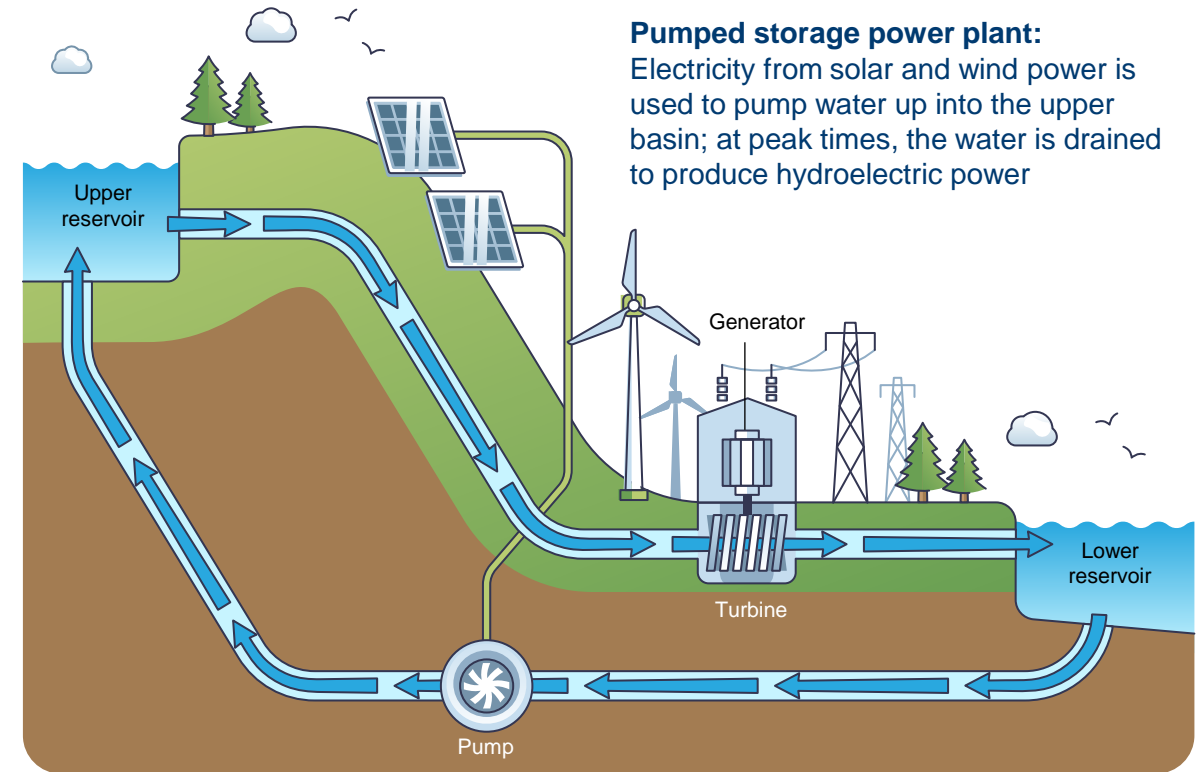 Pumped storage power plant:
Electricity from solar and wind power is
used to pump water up into the upper
basin; at peak times, the water is drained
to produce hydroelectric power
Upper
reservoir
Generator
Lower
reservoir
Turbine
Pump